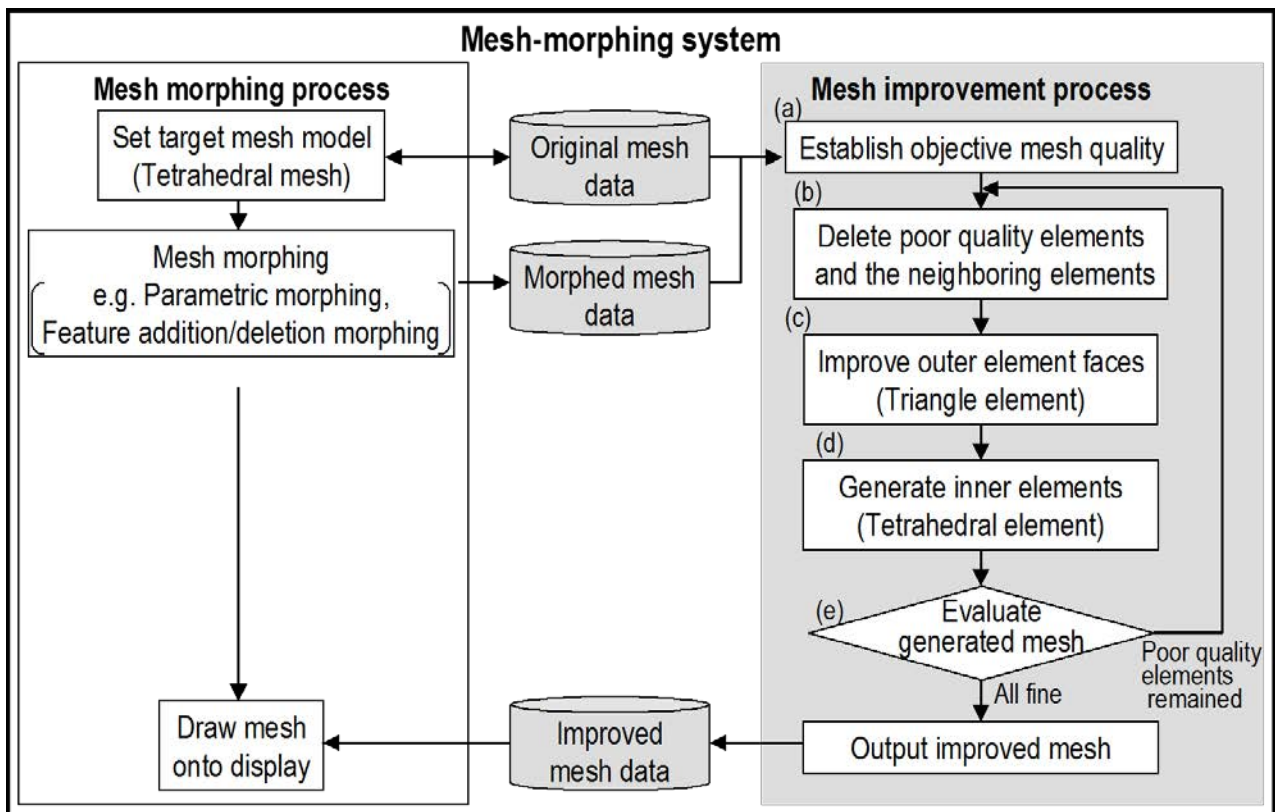 Mesh-morphing system
Mesh morphing process
Set target mesh model
(Tetrahedral mesh)
Mesh morphing
e.g. Parametric morphing,
Feature addition/deletion morphing
Draw mesh
onto display
Original mesh
data
Morphed mesh
data
Improved
mesh data
Mesh improvement process
(a)
Establish objective mesh quality
(b)
Delete poor quality elements
and the neighboring elements
(c)
Improve outer element faces
(Triangle element)
(d)
Generate inner elements
(Tetrahedral element)
(e)
Evaluate
generated mesh
Poor quality
elements
remained
All fine
Output improved mesh